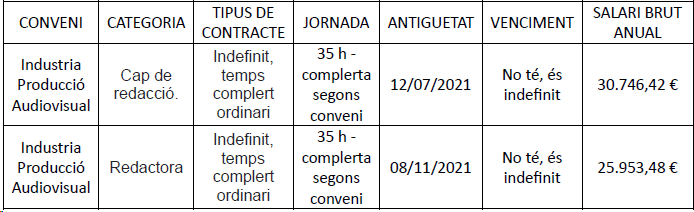 CONVENI CATEGORIA TIPUS DE CONTRACTE JORNADA ANTIGUETAT VENCIMENT SALARI BRUT ANUAL
Industria Producció Audiovisual Cap de redacció. Indefinit, temps complert ordinari 35 h - complerta segons conveni 12/07/2021 No té, és indefinit 30.746,42 €
Industria Producció Audiovisual Redactora Indefinit, temps complert ordinari 35 h - complerta segons conveni 08/11/2021 No té, és indefinit 25.953,48 €